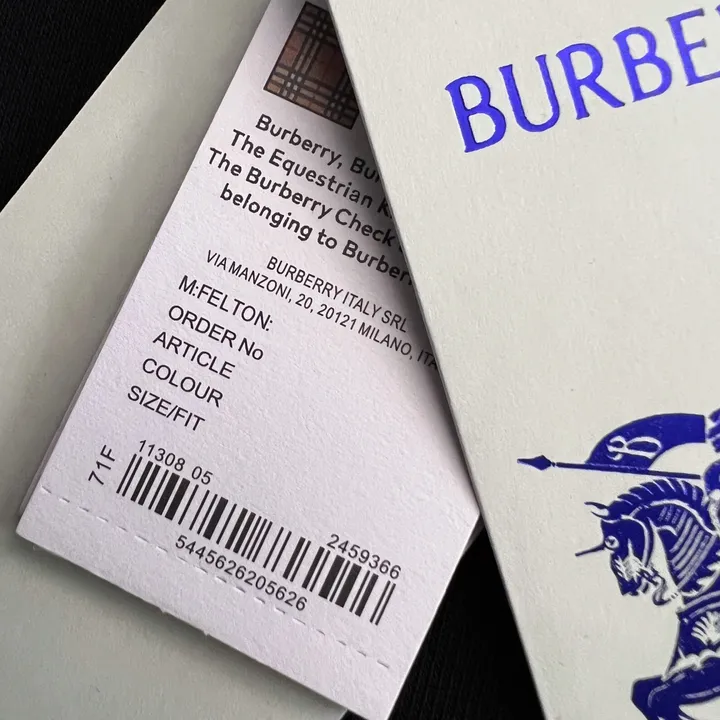 BURBE
Burberry, Bu
The Equestrian K
The Burberry Check
belonging to Burber
BURBERRY ITALY SRL
VIA MANZONI, 20, 20121 MILANO, ITA
M:FELTON:
ORDER No
ARTICLE
COLOUR
SIZE/FIT
71F
11308 05
2459366
5445626205626
B